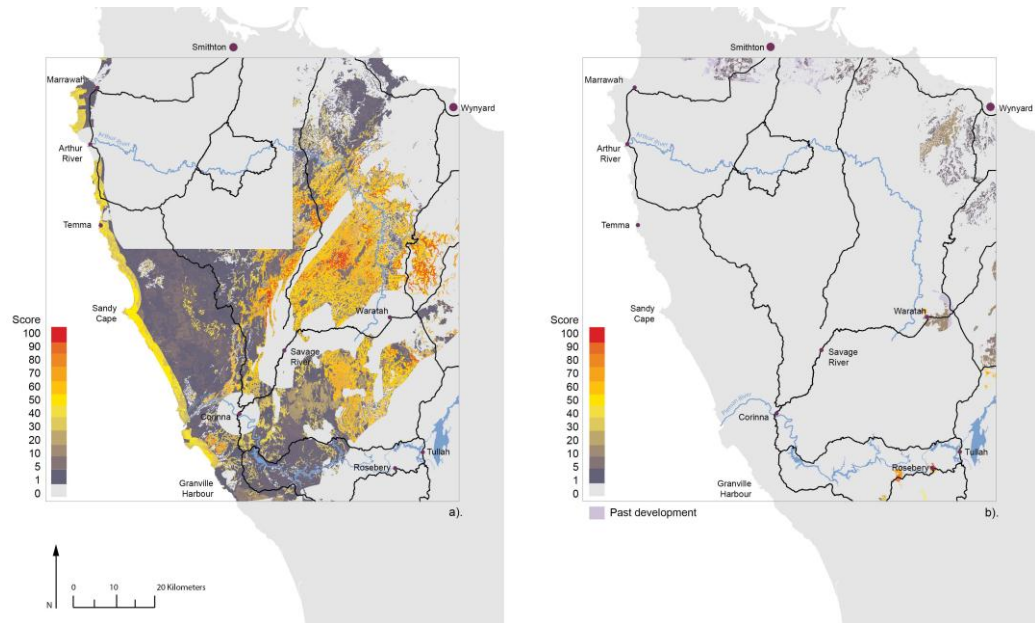 Smithton
Marrawah
Wynyard
Arthur River
Arthur
River
Temma
Sandy
Cape
Waratah
Savage
River
Corinna
Tullah
Rosebery
Granville
Harbour
Score
100
90
80
70
60
50
40
30
20
10
5
1
0
a).
N
0 10 20 Kilometers
Smithton
Marrawah
Wynyard
Arthur River
Arthur
River
Temma
Sandy
Cape
Waratah
Savage
River
Corinna
Tullah
Rosebery
Granville
Harbour
Score
100
90
80
70
60
50
40
30
20
10
5
1
0
Past development
b).